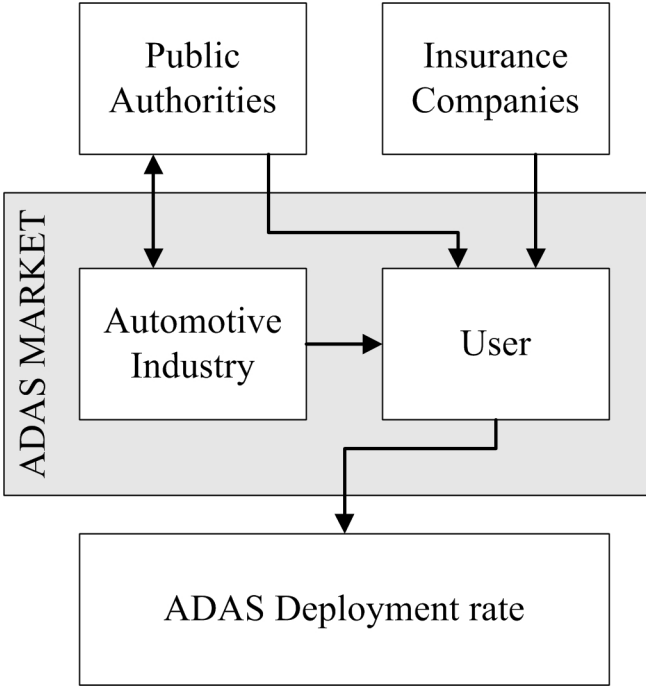 Public
Authorities
Insurance
Companies
ADAS MARKET
Automotive
Industry
User
ADAS Deployment rate